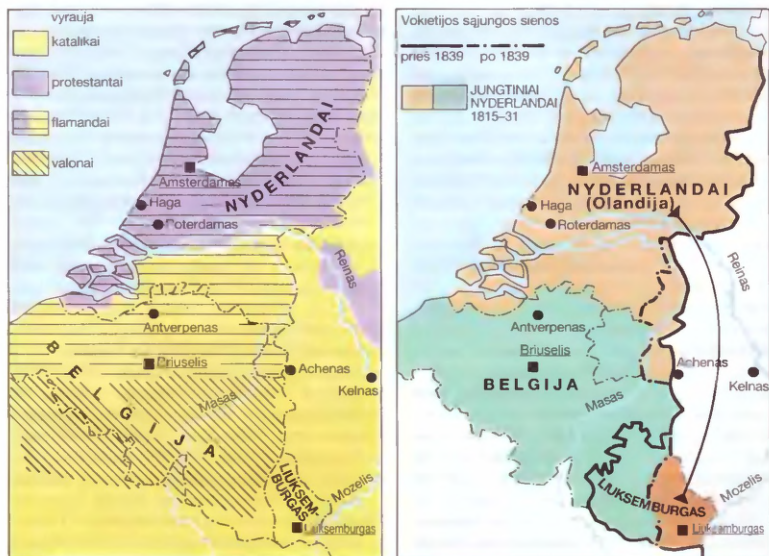 vyrauja
katalikai
protestantai
flamandai
valonai
NYDERLANDAI
Amsterdamas
Haga
Roterdamas
Reinas
Antverpenas
BELGIJA
Briuselis
Achenas
Kelnas
Masas
LIUKSEM-
BURGAS
Mozelis
Liuksemburgas
Vokietijos sąjungos sienos
prieš 1839 po 1839
JUNGTINIAI
NYDERLANDAI
1815–31
Amsterdamas
NYDERLANDAI
(Olandija)
Haga
Roterdamas
Reinas
Antverpenas
Briuselis
Achenas
BELGIJA
Kelnas
Masas
LIUKSEMBURGAS
Mozelis
Liuksemburgas